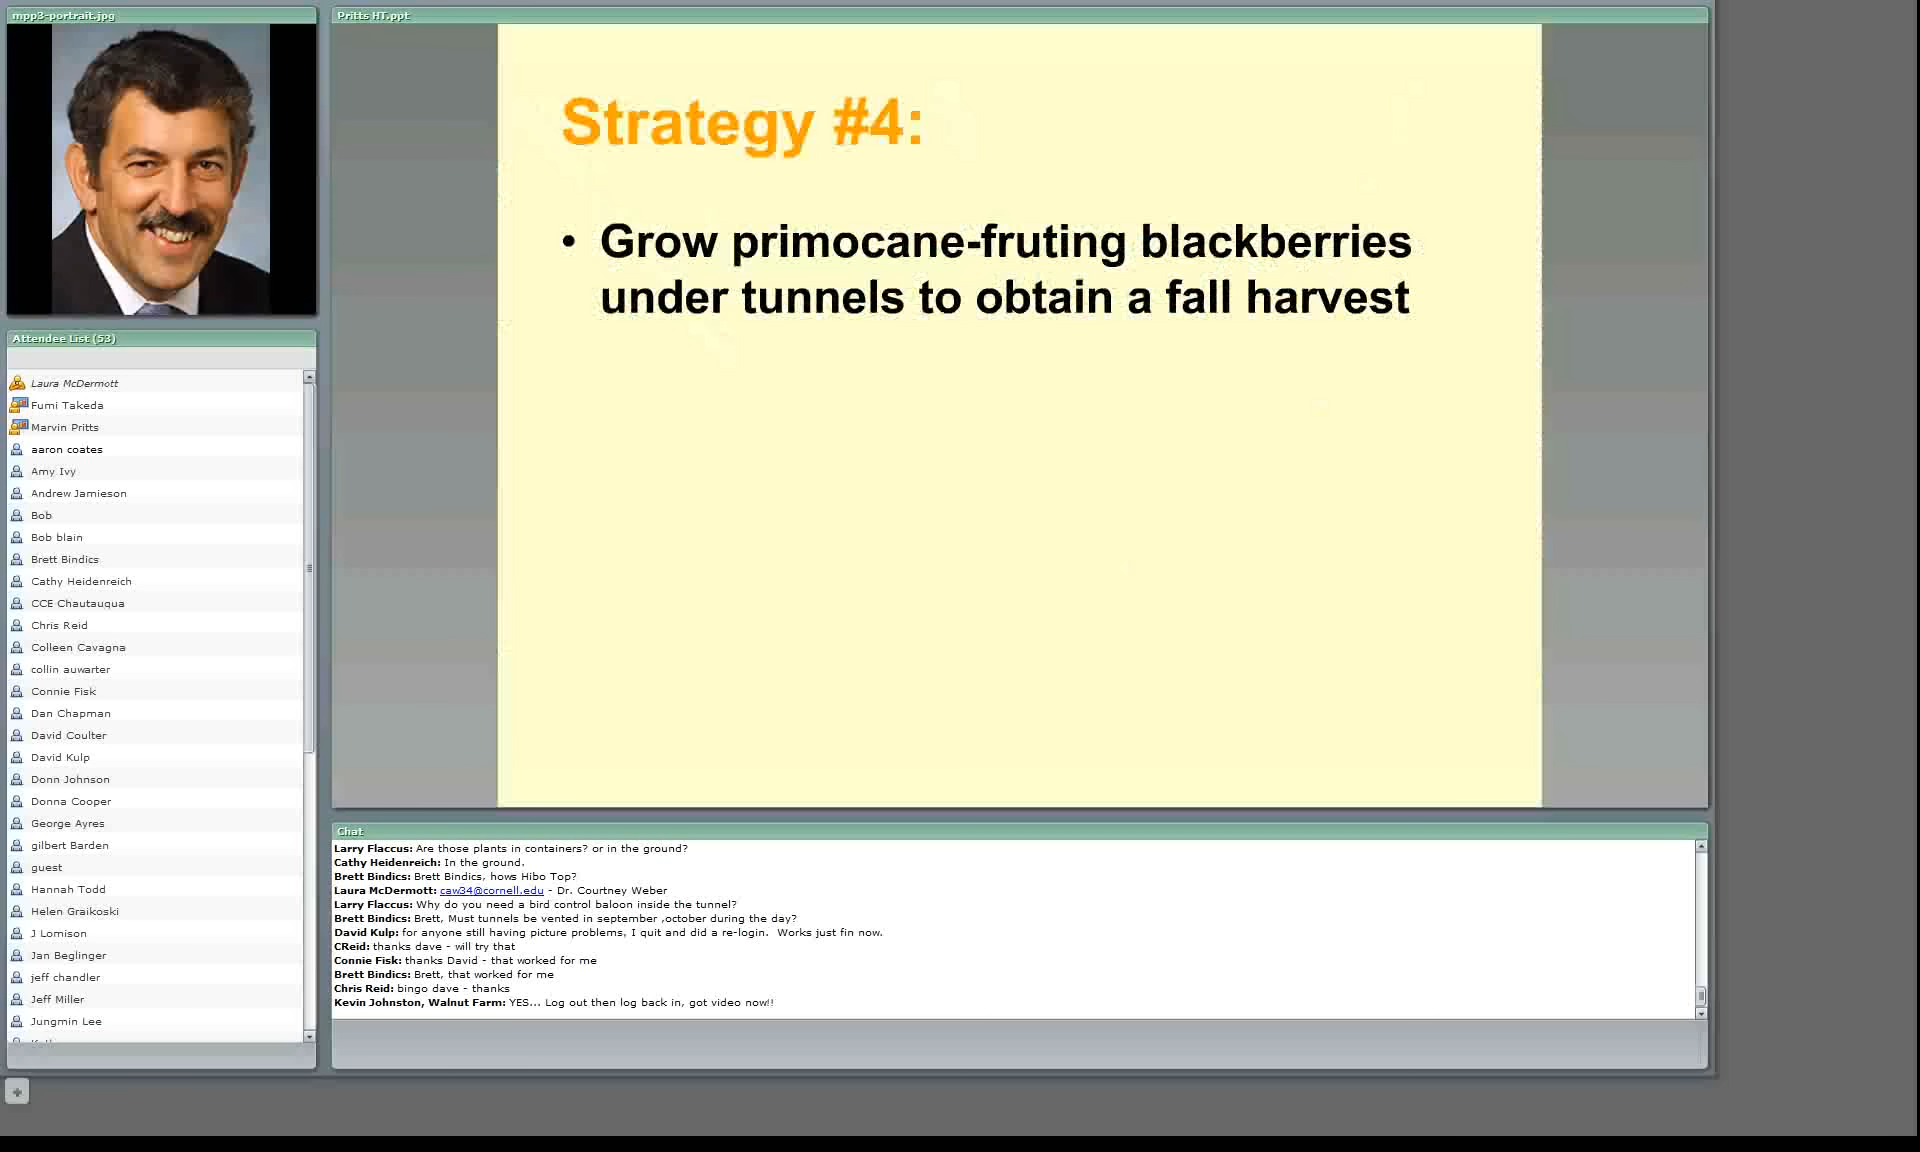 mpp3-portrait.jpg
Pritts HT.ppt
Strategy #4:
• Grow primocane-fruting blackberries
under tunnels to obtain a fall harvest
Attendee List (53)
Laura McDermott
Fumi Takeda
Marvin Pritts
aaron coates
Amy Ivy
Andrew Jamieson
Bob
Bob blain
Brett Bindics
Cathy Heidenreich
CCE Chautauqua
Chris Reid
Colleen Cavagna
collin auwarter
Connie Fisk
Dan Chapman
David Coulter
David Kulp
Donn Johnson
Donna Cooper
George Ayres
gilbert Barden
guest
Hannah Todd
Helen Graikoski
J Lomison
Jan Beglinger
jeff chandler
Jeff Miller
Jungmin Lee
Chat
Larry Flaccus: Are those plants in containers? or in the ground?
Cathy Heidenreich: In the ground.
Brett Bindics: Brett Bindics, hows Hibo Top?
Laura McDermott: caw34@cornell.edu - Dr. Courtney Weber
Larry Flaccus: Why do you need a bird control baloon inside the tunnel?
Brett Bindics: Brett, Must tunnels be vented in september ,october during the day?
David Kulp: for anyone still having picture problems, I quit and did a re-login. Works just fin now.
CReid: thanks dave - will try that
Connie Fisk: thanks David - that worked for me
Brett Bindics: Brett, that worked for me
Chris Reid: bingo dave - thanks
Kevin Johnston, Walnut Farm: YES... Log out then log back in, got video now!!